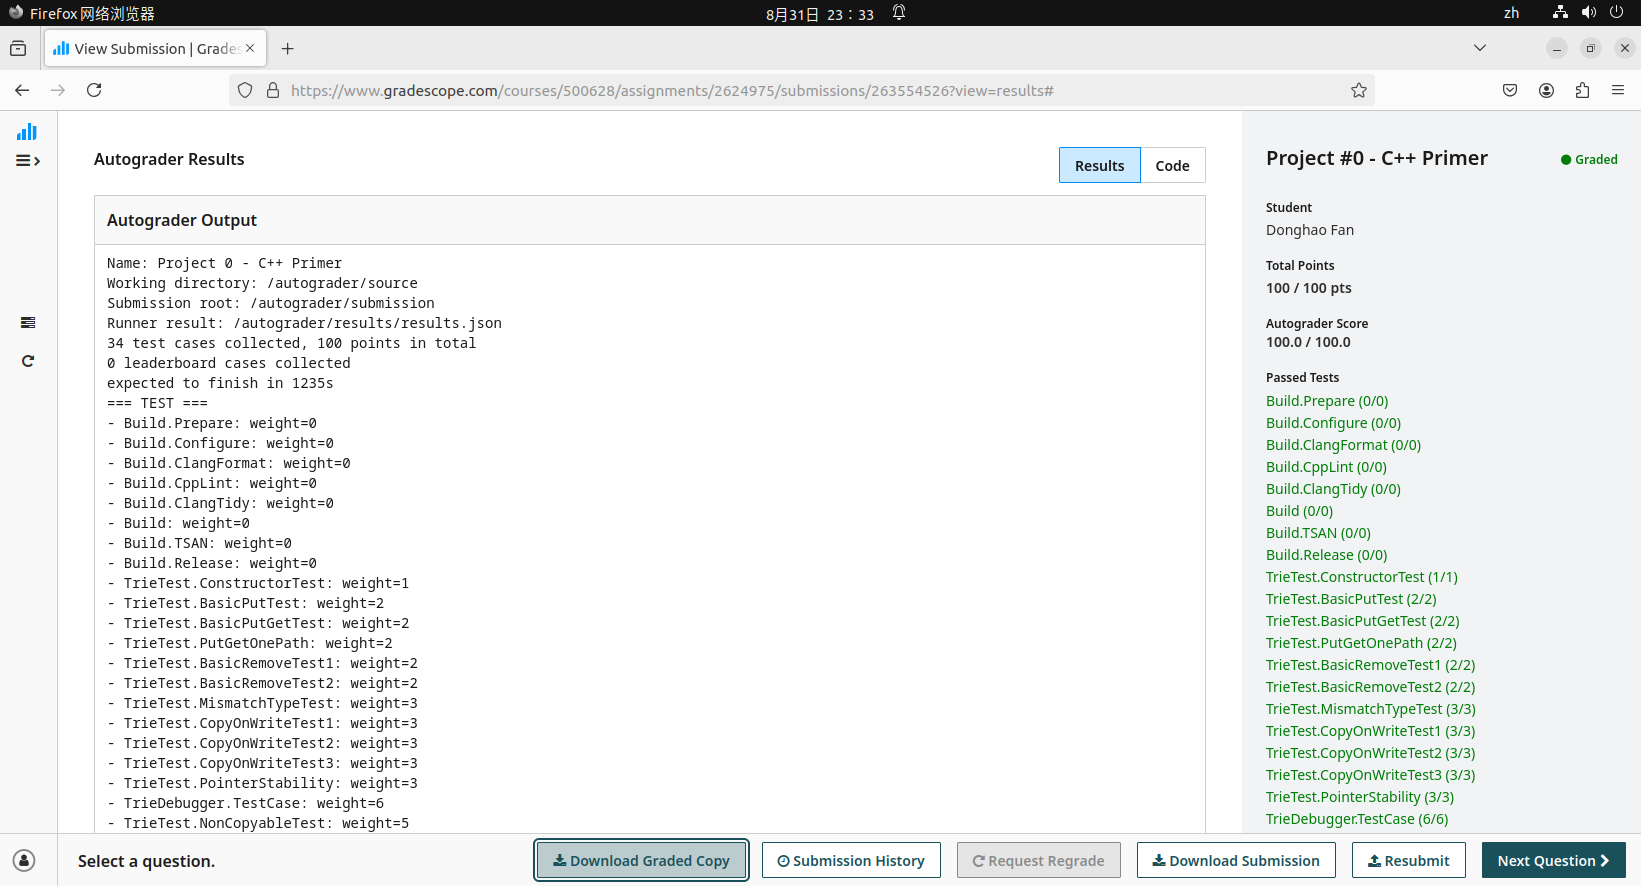 Firefox 网络浏览器
8月31日 23：33
zh
View Submission | Grades
https://www.gradescope.com/courses/500628/assignments/2624975/submissions/263554526?view=results#
Autograder Results
Results
Code
Autograder Output
Name: Project 0 - C++ Primer
Working directory: /autograder/source
Submission root: /autograder/submission
Runner result: /autograder/results/results.json
34 test cases collected, 100 points in total
0 leaderboard cases collected
expected to finish in 1235s
=== TEST ===
- Build.Prepare: weight=0
- Build.Configure: weight=0
- Build.ClangFormat: weight=0
- Build.CppLint: weight=0
- Build.ClangTidy: weight=0
- Build: weight=0
- Build.TSAN: weight=0
- Build.Release: weight=0
- TrieTest.ConstructorTest: weight=1
- TrieTest.BasicPutTest: weight=2
- TrieTest.BasicPutGetTest: weight=2
- TrieTest.PutGetOnePath: weight=2
- TrieTest.BasicRemoveTest1: weight=2
- TrieTest.BasicRemoveTest2: weight=2
- TrieTest.MismatchTypeTest: weight=3
- TrieTest.CopyOnWriteTest1: weight=3
- TrieTest.CopyOnWriteTest2: weight=3
- TrieTest.CopyOnWriteTest3: weight=3
- TrieTest.PointerStability: weight=3
- TrieDebugger.TestCase: weight=6
- TrieTest.NonCopyableTest: weight=5
Project #0 - C++ Primer
Graded
Student
Donghao Fan
Total Points
100 / 100 pts
Autograder Score
100.0 / 100.0
Passed Tests
Build.Prepare (0/0)
Build.Configure (0/0)
Build.ClangFormat (0/0)
Build.CppLint (0/0)
Build.ClangTidy (0/0)
Build (0/0)
Build.TSAN (0/0)
Build.Release (0/0)
TrieTest.ConstructorTest (1/1)
TrieTest.BasicPutTest (2/2)
TrieTest.BasicPutGetTest (2/2)
TrieTest.PutGetOnePath (2/2)
TrieTest.BasicRemoveTest1 (2/2)
TrieTest.BasicRemoveTest2 (2/2)
TrieTest.MismatchTypeTest (3/3)
TrieTest.CopyOnWriteTest1 (3/3)
TrieTest.CopyOnWriteTest2 (3/3)
TrieTest.CopyOnWriteTest3 (3/3)
TrieTest.PointerStability (3/3)
TrieDebugger.TestCase (6/6)
Select a question.
Download Graded Copy
Submission History
Request Regrade
Download Submission
Resubmit
Next Question